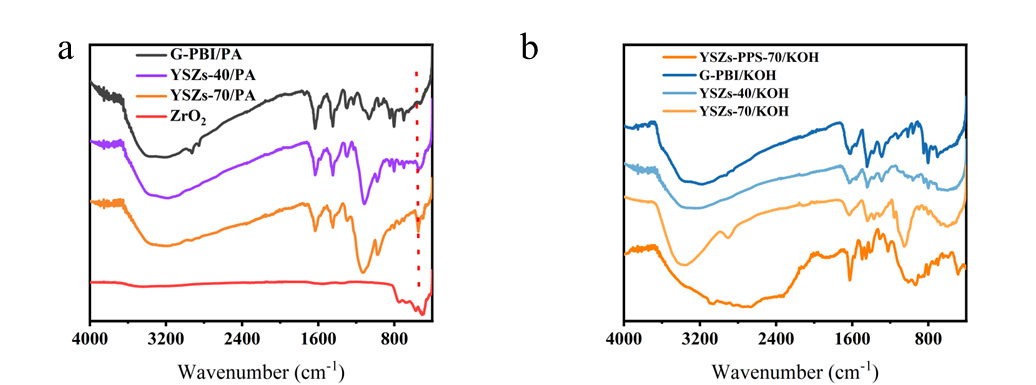 a
G-PBI/PA
YSZs-40/PA
YSZs-70/PA
ZrO₂
4000 3200 2400 1600 800
Wavenumber (cm⁻¹)
b
YSZs-PPS-70/KOH
G-PBI/KOH
YSZs-40/KOH
YSZs-70/KOH
4000 3200 2400 1600 800
Wavenumber (cm⁻¹)